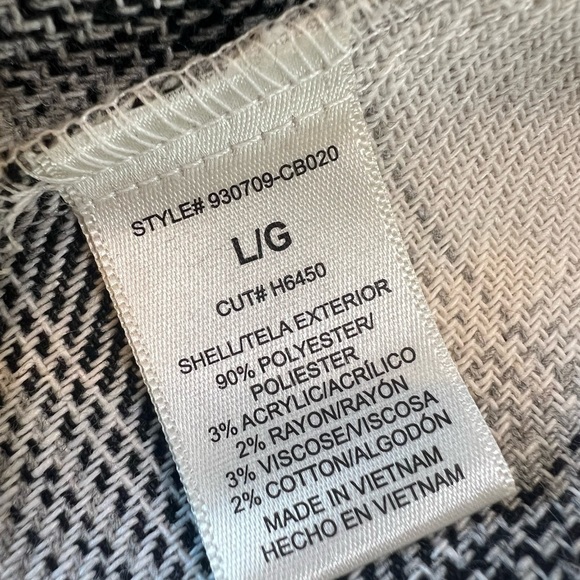 STYLE# 930709-CB020
L/G
CUT# H6450
SHELL/TELA EXTERIOR
90% POLYESTER/
POLIESTER
3% ACRYLIC/ACRÍLICO
2% RAYON/RAYÓN
3% VISCOSE/VISCOSA
2% COTTON/ALGODÓN
MADE IN VIETNAM
HECHO EN VIETNAM